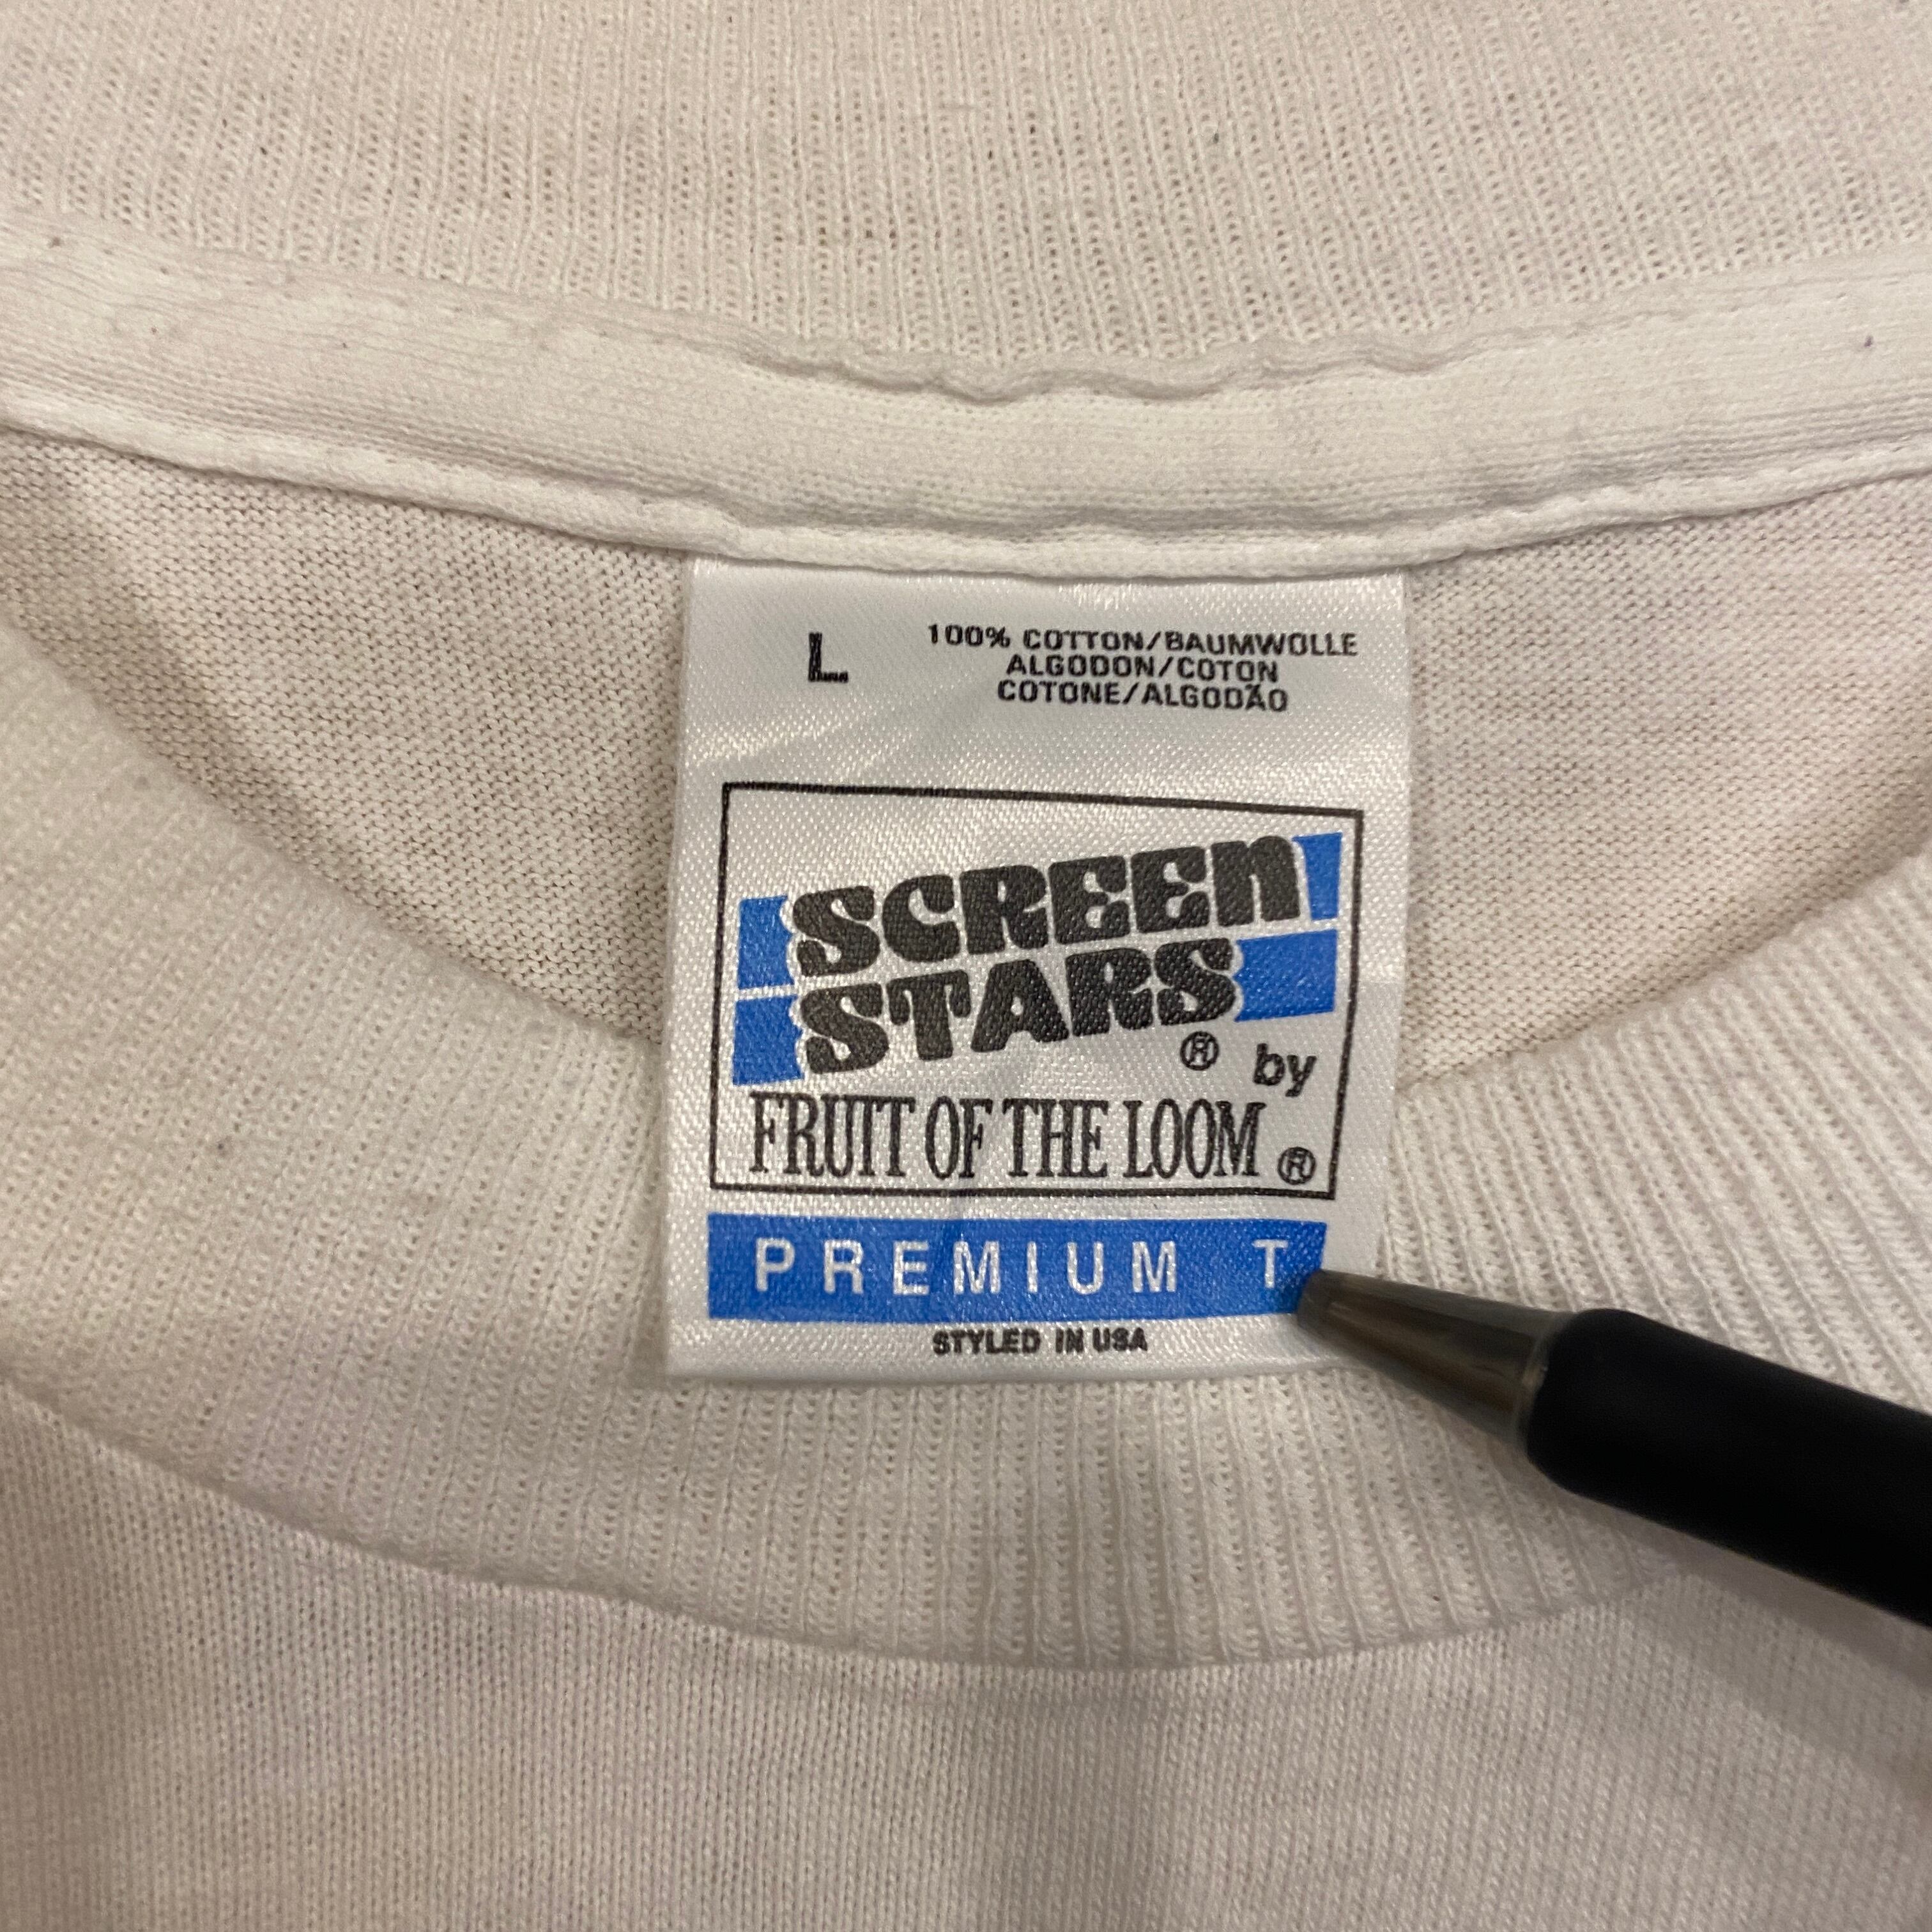 L
100% COTTON/BAUMWOLLE
ALGODON/COTON
COTONE/ALGODÃO
SCREEN
STARS
® by
FRUIT OF THE LOOM ®
PREMIUM T
STYLED IN USA